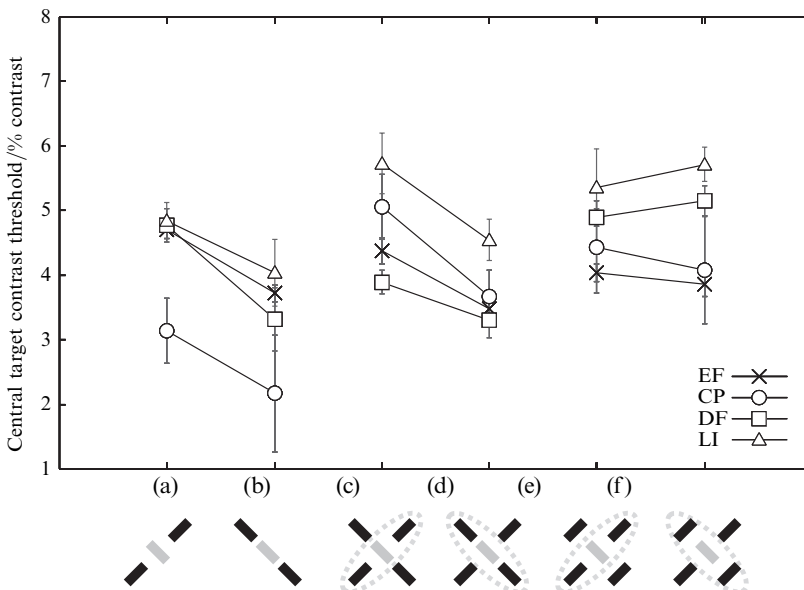 Central target contrast threshold/% contrast
8
7
6
5
4
3
2
1
EF
CP
DF
LI
(a) (b) (c) (d) (e) (f)